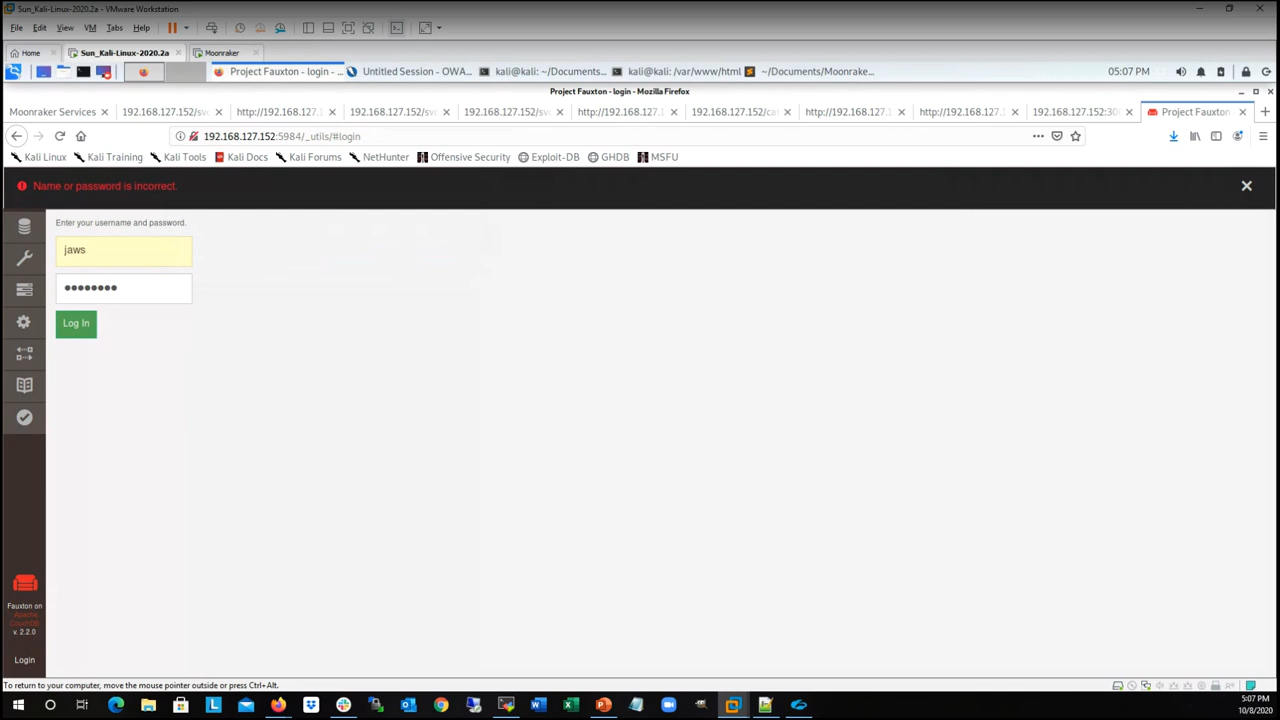 Sun_Kali-Linux-2020.2a - VMware Workstation
File Edit View VM Tabs Help
Home Sun_Kali-Linux-2020.2a Moonraker
Project Fauxton - login - ... Untitled Session - OWA... kali@kali: ~/Documents... kali@kali: /var/www/html ~/Documents/Moonrake... 05:07 PM
Project Fauxton - login - Mozilla Firefox
Moonraker Services 192.168.127.152/sv http://192.168.127.1 192.168.127.152/sv 192.168.127.152/sv http://192.168.127.1 192.168.127.152/ca http://192.168.127.1 http://192.168.127.1 192.168.127.152:30 Project Fauxton
192.168.127.152:5984/_utils/#login
Kali Linux Kali Training Kali Tools Kali Docs Kali Forums NetHunter Offensive Security Exploit-DB GHDB MSFU
Name or password is incorrect.
Enter your username and password.
jaws
••••••••
Log In
Fauxton on
Apache
CouchDB
v. 2.2.0
Login
To return to your computer, move the mouse pointer outside or press Ctrl+Alt.
5:07 PM
10/8/2020